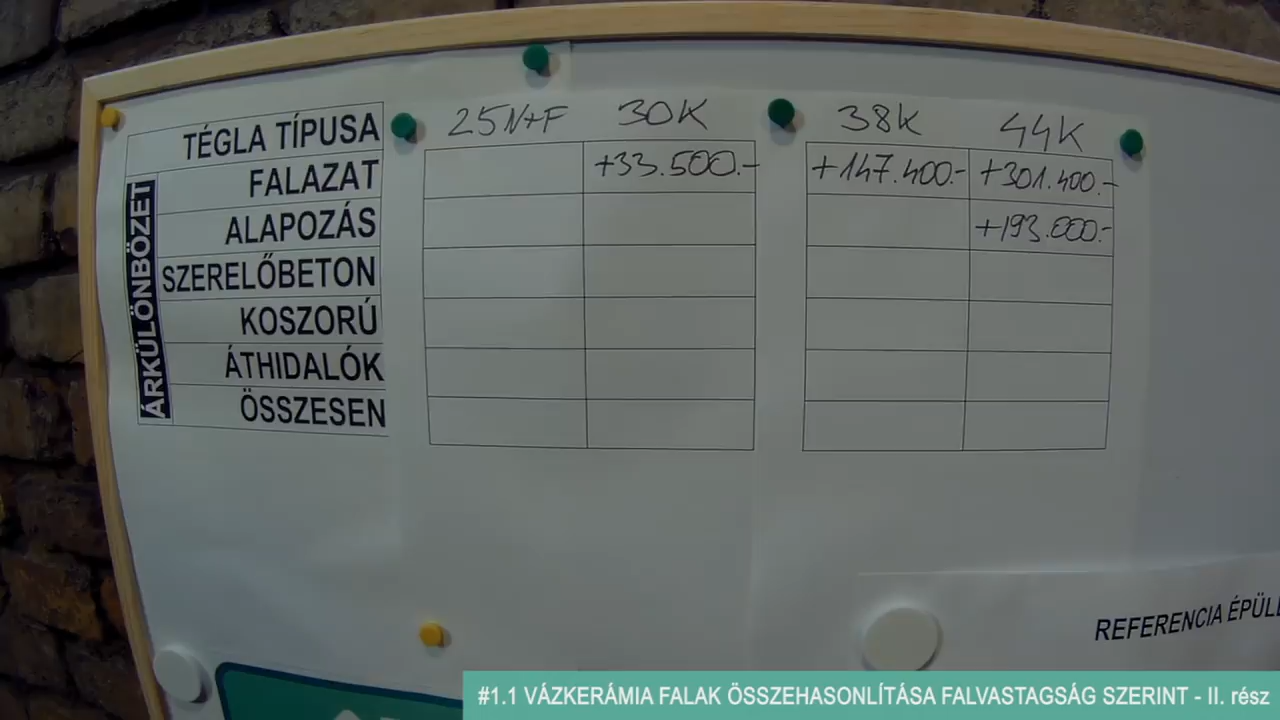 TÉGLA TÍPUSA 25N+F 30K 38K 44K
ÁRKÜLÖNBÖZET
FALAZAT +33.500.- +147.400.- +301.400.-
ALAPOZÁS +193.000.-
SZERELŐBETON
KOSZORÚ
ÁTHIDALÓK
ÖSSZESEN
REFERENCIA
#1.1 VÁZKERÁMIA FALAK ÖSSZEHASONLÍTÁSA FALVASTAGSÁG SZERINT - II. rész